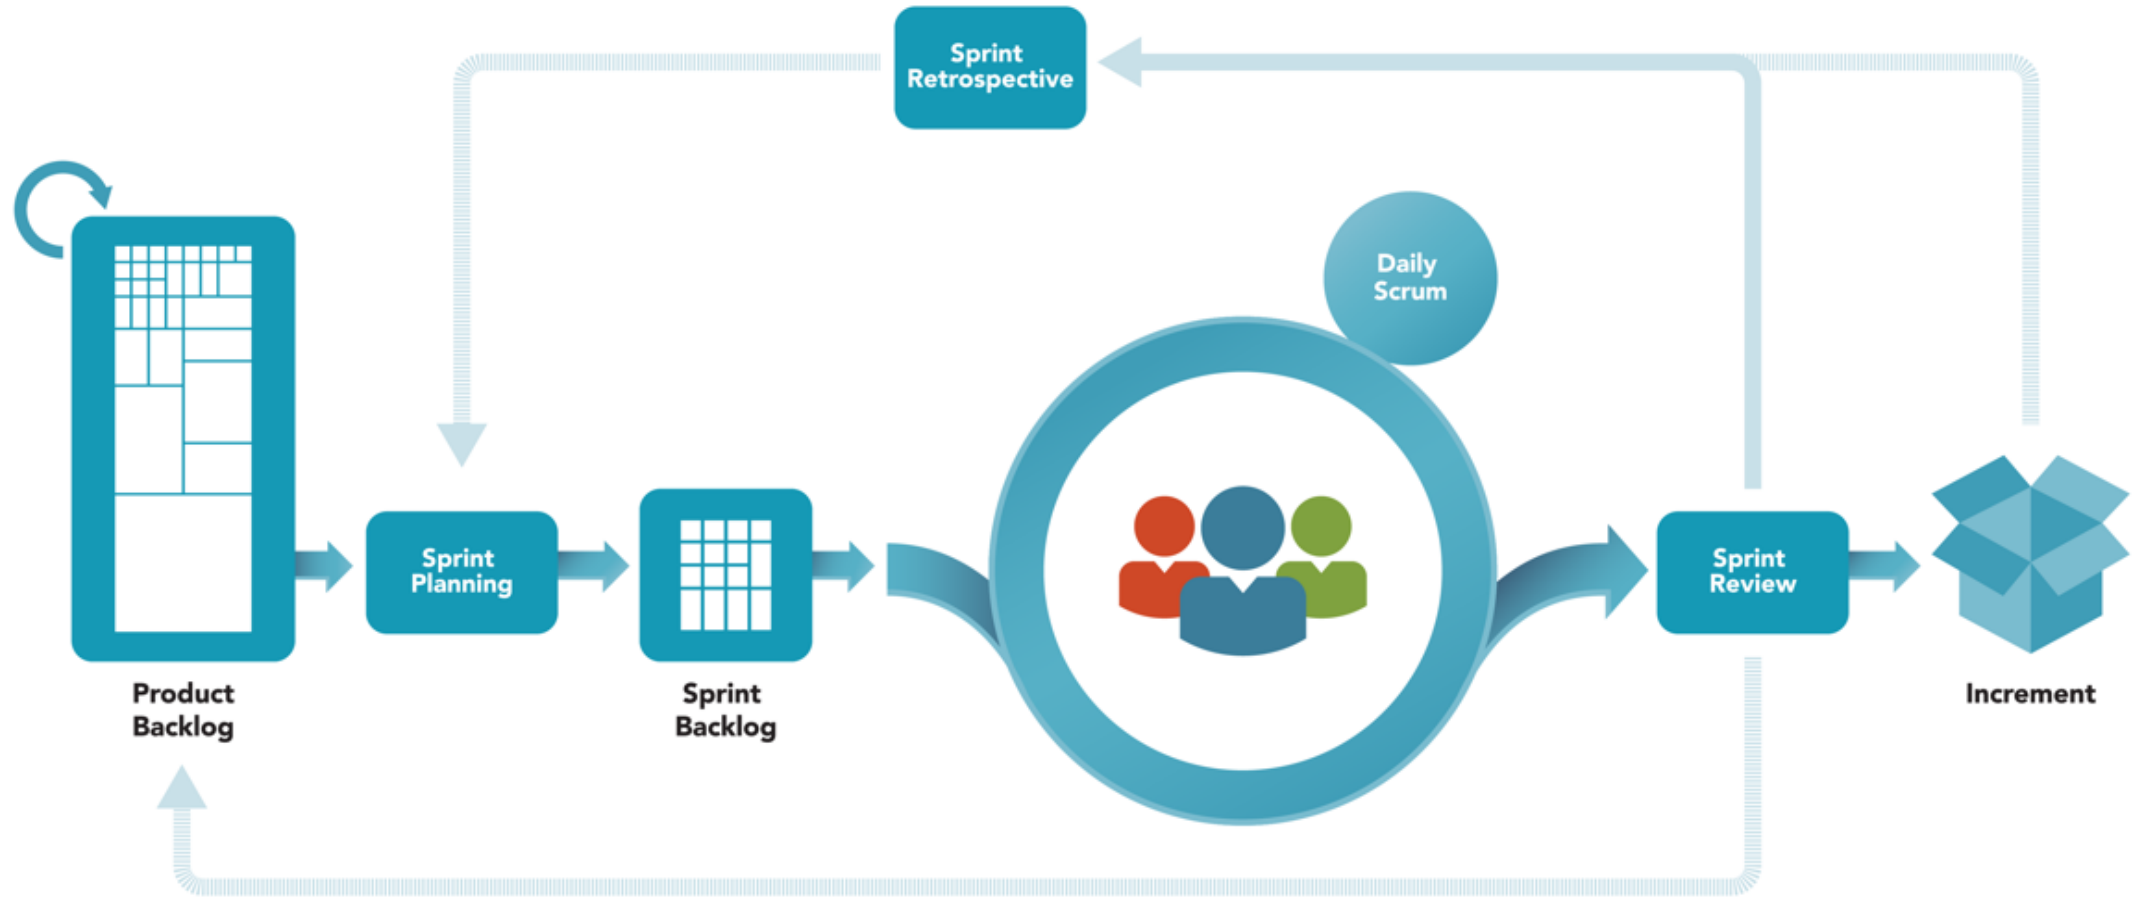 Sprint
Retrospective
Daily
Scrum
Sprint
Planning
Sprint
Review
Product
Backlog
Sprint
Backlog
Increment